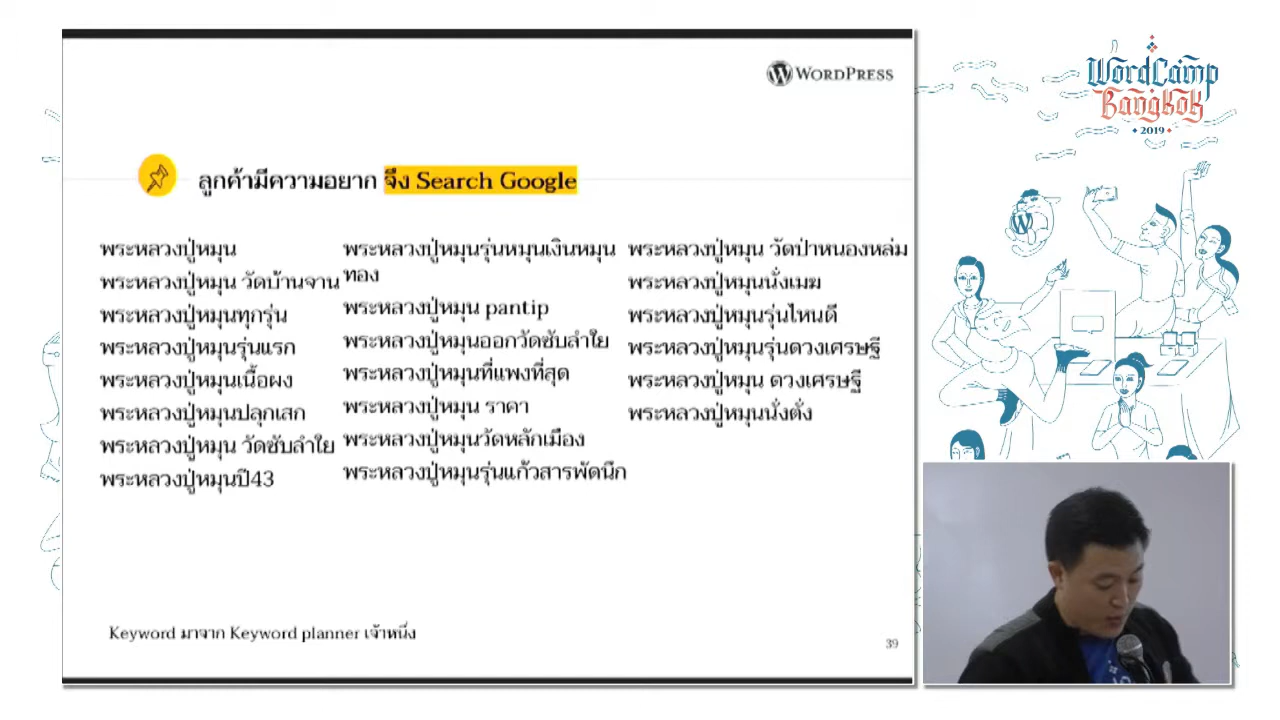 WORDPRESS
WordCamp
Bangkok
2019
ลูกค้ามีความอยาก จึง Search Google
พระหลวงปู่หมุน
พระหลวงปู่หมุน วัดบ้านจาน
พระหลวงปู่หมุนทุกรุ่น
พระหลวงปู่หมุนรุ่นแรก
พระหลวงปู่หมุนเนื้อผง
พระหลวงปู่หมุนปลุกเสก
พระหลวงปู่หมุน วัดซับลำใย
พระหลวงปู่หมุนปี43
พระหลวงปู่หมุนรุ่นหมุนเงินหมุน
ทอง
พระหลวงปู่หมุน pantip
พระหลวงปู่หมุนออกวัดซับลำใย
พระหลวงปู่หมุนที่แพงที่สุด
พระหลวงปู่หมุน ราคา
พระหลวงปู่หมุนวัดหลักเมือง
พระหลวงปู่หมุนรุ่นแก้วสารพัดนึก
พระหลวงปู่หมุน วัดป่าหนองหล่ม
พระหลวงปู่หมุนนั่งเมฆ
พระหลวงปู่หมุนรุ่นไหนดี
พระหลวงปู่หมุนรุ่นดวงเศรษฐี
พระหลวงปู่หมุน ดวงเศรษฐี
พระหลวงปู่หมุนนั่งตั่ง
Keyword มาจาก Keyword planner เจ้าหนึ่ง
39